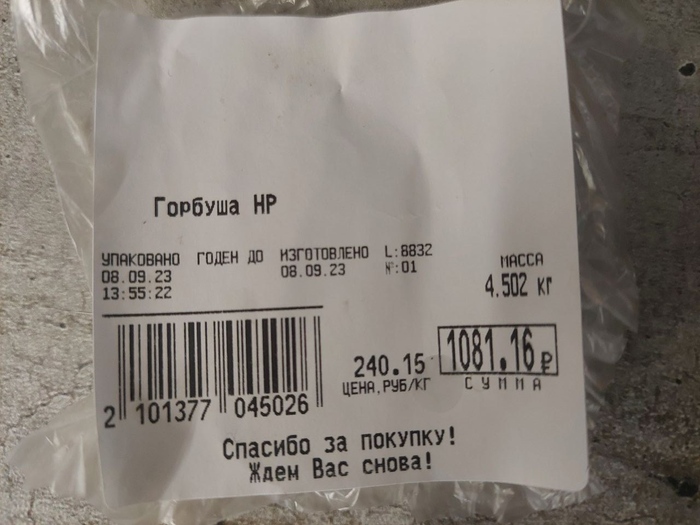 Горбуша НР
УПАКОВАНО ГОДЕН ДО ИЗГОТОВЛЕНО L:8832
08.09.23 08.09.23 №:01
13:55:22
МАССА
4.502 кг
240.15
ЦЕНА,РУБ/КГ
1081.16₽
СУММА
2 101377 045026
Спасибо за покупку!
Ждем Вас снова!